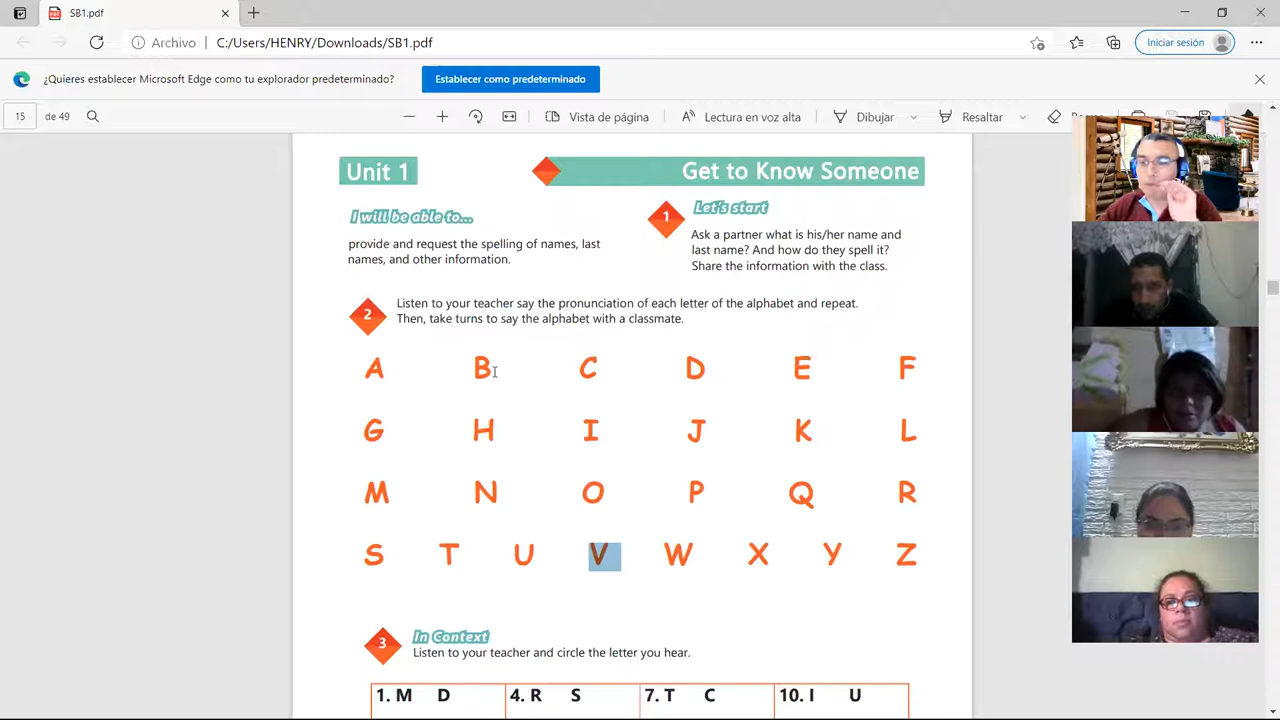 SB1.pdf
Archivo C:/Users/HENRY/Downloads/SB1.pdf Iniciar sesión
¿Quieres establecer Microsoft Edge como tu explorador predeterminado? Establecer como predeterminado
15 de 49 Vista de página Lectura en voz alta Dibujar Resaltar
Unit 1 Get to Know Someone
I will be able to...
provide and request the spelling of names, last
names, and other information.
1 Let's start
Ask a partner what is his/her name and
last name? And how do they spell it?
Share the information with the class.
2 Listen to your teacher say the pronunciation of each letter of the alphabet and repeat.
Then, take turns to say the alphabet with a classmate.
A B C D E F
G H I J K L
M N O P Q R
S T U V W X Y Z
3 In Context
Listen to your teacher and circle the letter you hear.
1. M D 4. R S 7. T C 10. I U